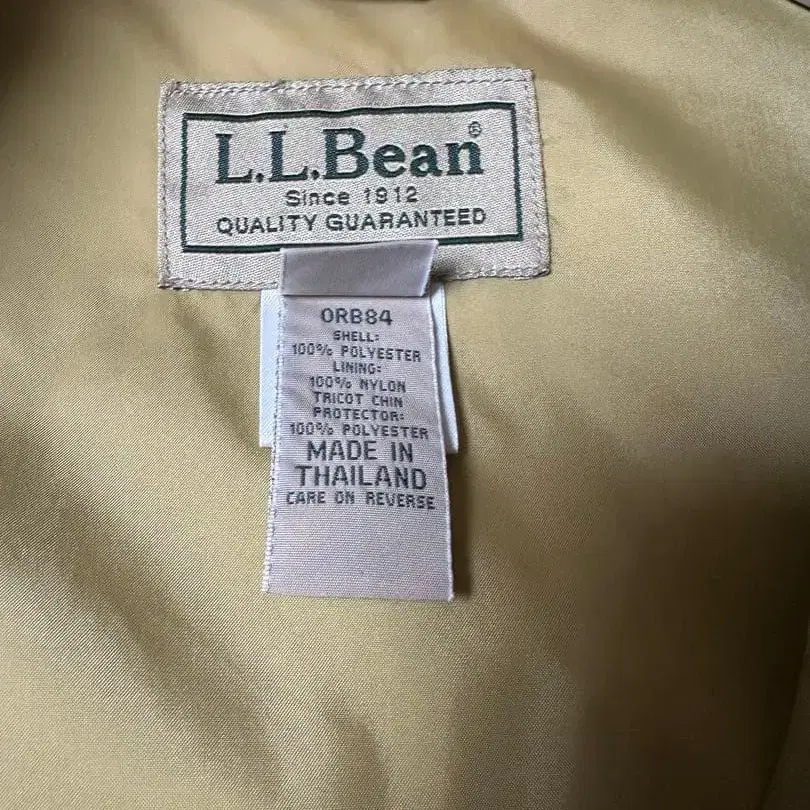 L.L.Bean®
Since 1912
QUALITY GUARANTEED
0RB84
SHELL:
100% POLYESTER
LINING:
100% NYLON
TRICOT CHIN
PROTECTOR:
100% POLYESTER
MADE IN
THAILAND
CARE ON REVERSE